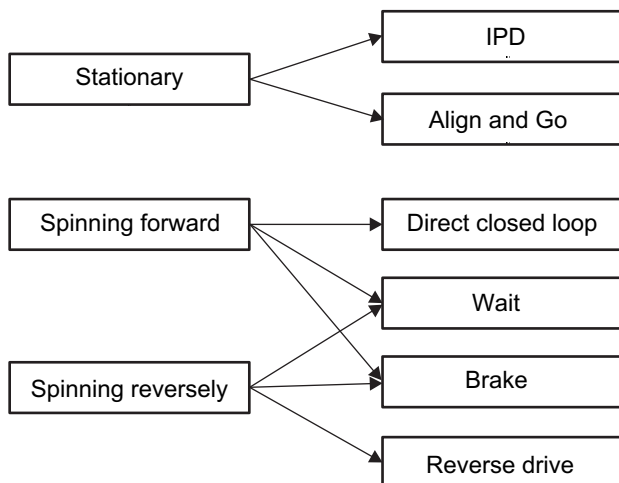 IPD
Stationary
Align and Go
Spinning forward
Direct closed loop
Wait
Spinning reversely
Brake
Reverse drive